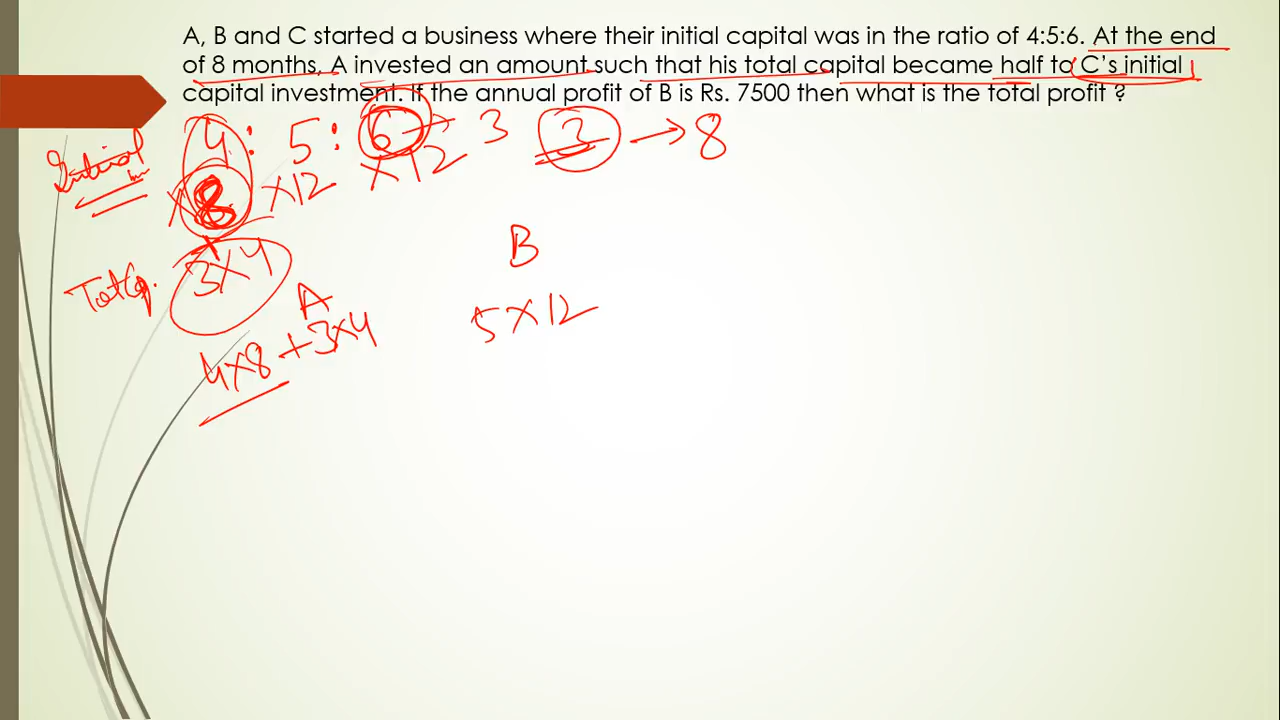 A, B and C started a business where their initial capital was in the ratio of 4:5:6. At the end
of 8 months, A invested an amount such that his total capital became half to C's initial
capital investment. If the annual profit of B is Rs. 7500 then what is the total profit ?
4 : 5 : 6 → 3 3 → 8
Initial
×8 ×12 ×12
3×4
B
A
5×12
4×8 + 3×4